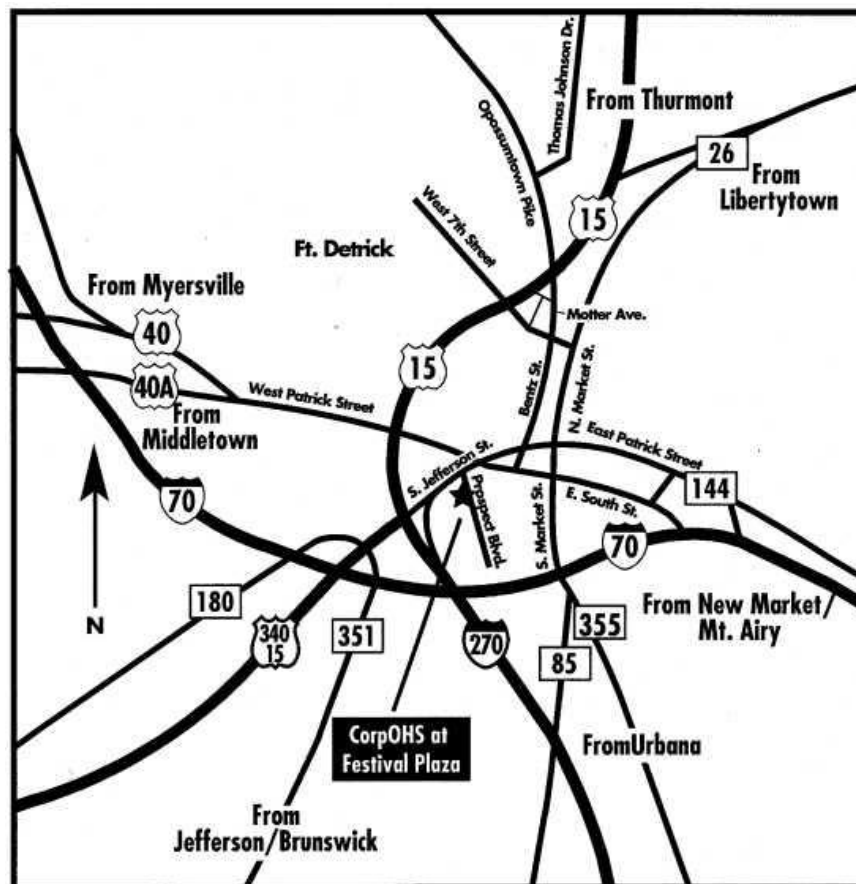 Thomas Johnson Dr.
From Thurmont
Opossumtown Pike
26
From
Libertytown
West 7th Street
15
Ft. Detrick
From Myersville
Motter Ave.
40
15
Bentz St.
N. Market St.
40A
West Patrick Street
From
Middletown
East Patrick Street
S. Jefferson St.
144
70
Prpspect Blvd.
S. Market St.
E. South St.
70
180
From New Market/
Mt. Airy
N
340
15
351
270
355
85
CorpOHS at
Festival Plaza
FromUrbana
From
Jefferson/Brunswick